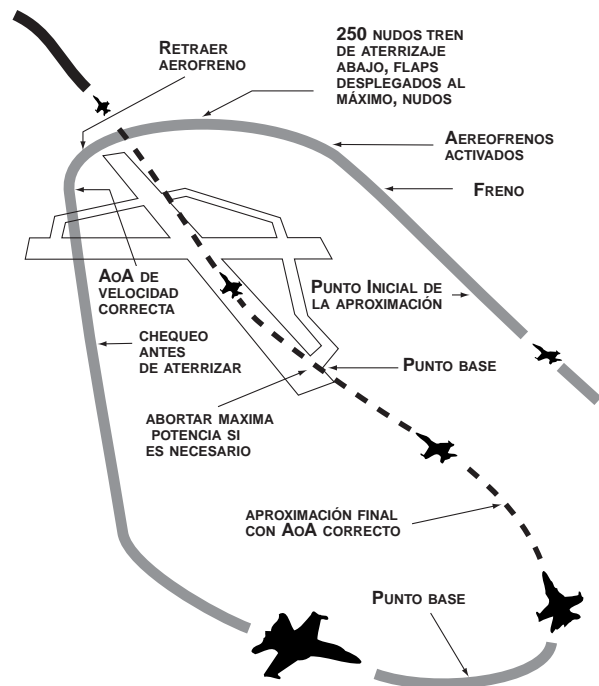 RETRAER
AEROFRENO
250 NUDOS TREN
DE ATERRIZAJE
ABAJO, FLAPS
DESPLEGADOS AL
MÁXIMO, NUDOS
AEREOFRENOS
ACTIVADOS
FRENO
AOA DE
VELOCIDAD
CORRECTA
PUNTO INICIAL DE
LA APROXIMACIÓN
CHEQUEO
ANTES
DE ATERRIZAR
PUNTO BASE
ABORTAR MAXIMA
POTENCIA SI
ES NECESARIO
APROXIMACIÓN FINAL
CON AOA CORRECTO
PUNTO BASE